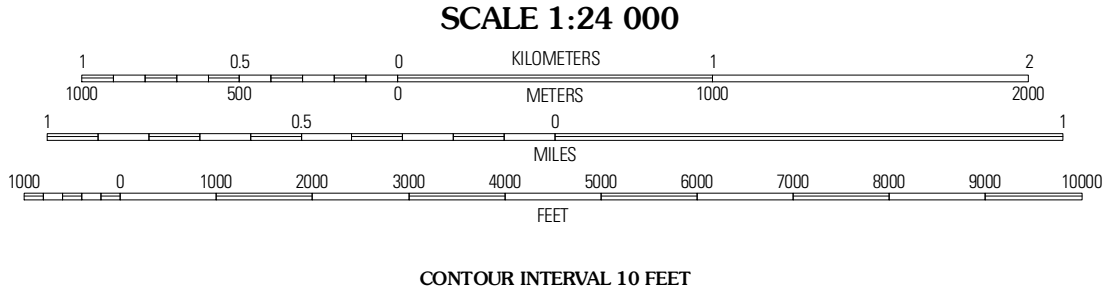 SCALE 1:24 000
1 0.5 0 KILOMETERS 1 2
1000 500 0 METERS 1000 2000
1 0.5 0 1
MILES
1000 0 1000 2000 3000 4000 5000 6000 7000 8000 9000 10000
FEET
CONTOUR INTERVAL 10 FEET